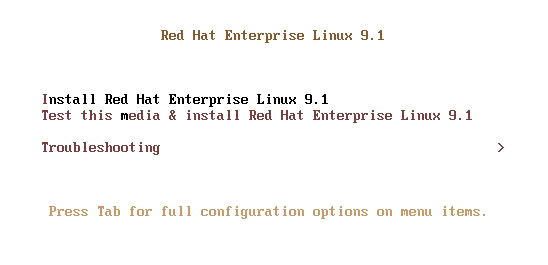 Red Hat Enterprise Linux 9.1
Install Red Hat Enterprise Linux 9.1
Test this media & install Red Hat Enterprise Linux 9.1
Troubleshooting >
Press Tab for full configuration options on menu items.